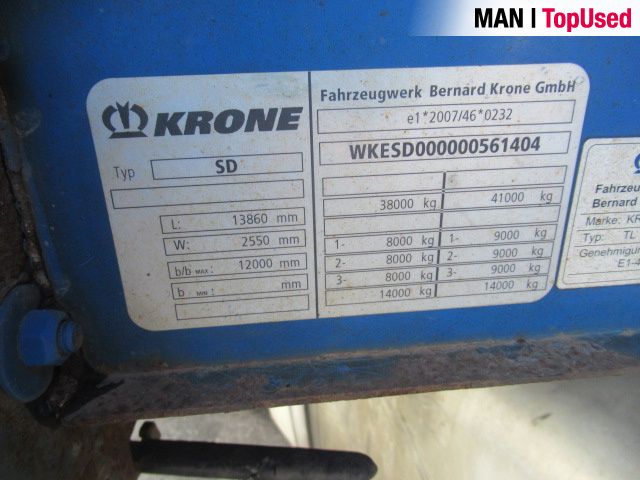 MAN | TopUsed
KRONE
Typ SD
L: 13860 mm
W: 2550 mm
b/b MAX: 12000 mm
b MIN: mm
Fahrzeugwerk Bernard Krone GmbH
e1*2007/46*0232
WKESD000000561404
38000 kg 41000 kg
1- 8000 kg 1- 9000 kg
2- 8000 kg 2- 9000 kg
3- 8000 kg 3- 9000 kg
14000 kg 14000 kg
Fahrzeu
Bernard
Marke: KR
Typ: TL
Genehmigun
E1-4